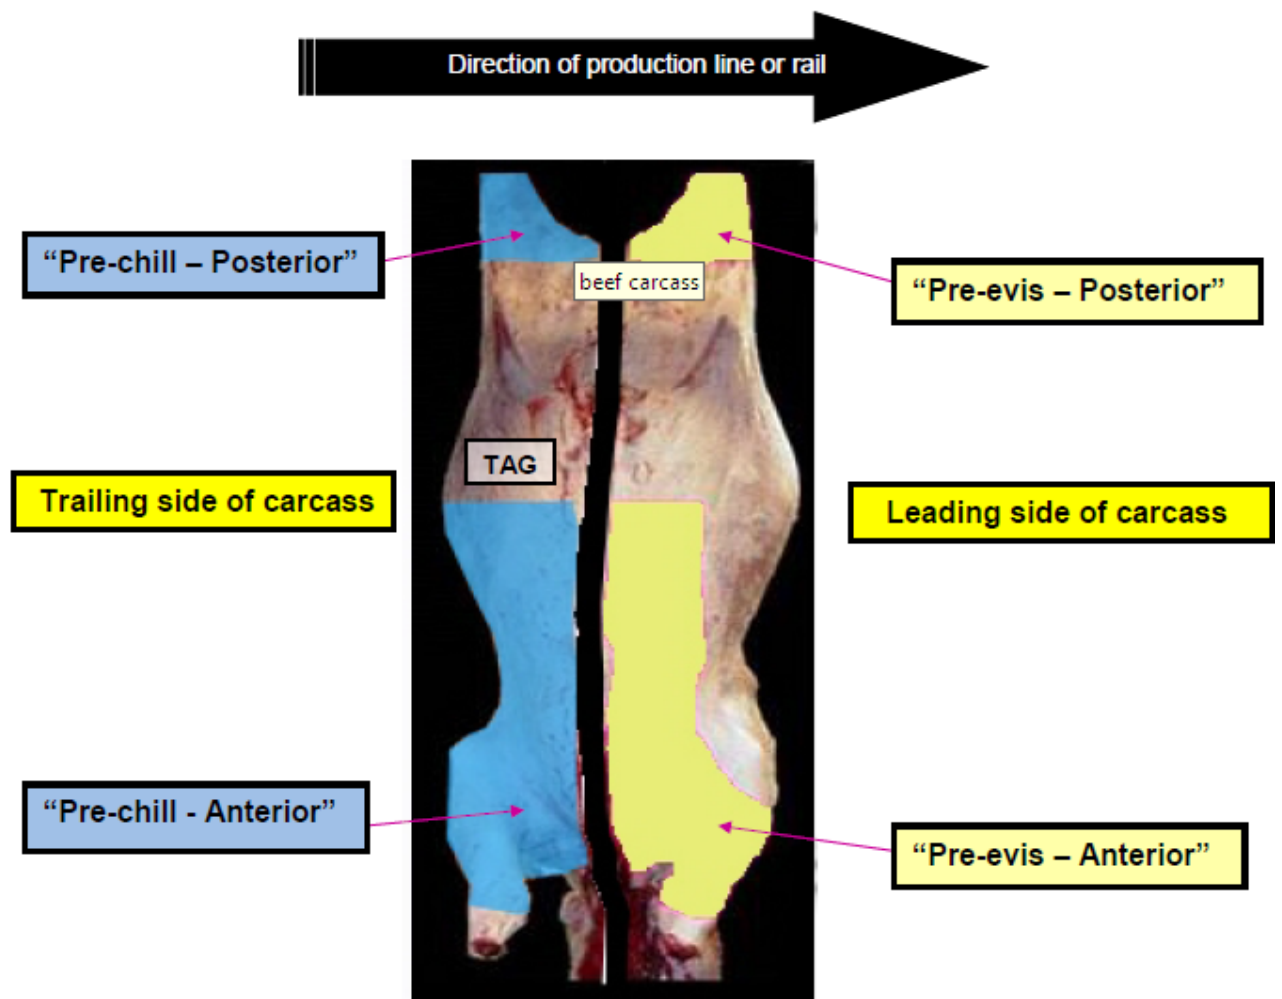 Direction of production line or rail
“Pre-chill – Posterior”
beef carcass
“Pre-evis – Posterior”
TAG
Trailing side of carcass
Leading side of carcass
“Pre-chill - Anterior”
“Pre-evis – Anterior”